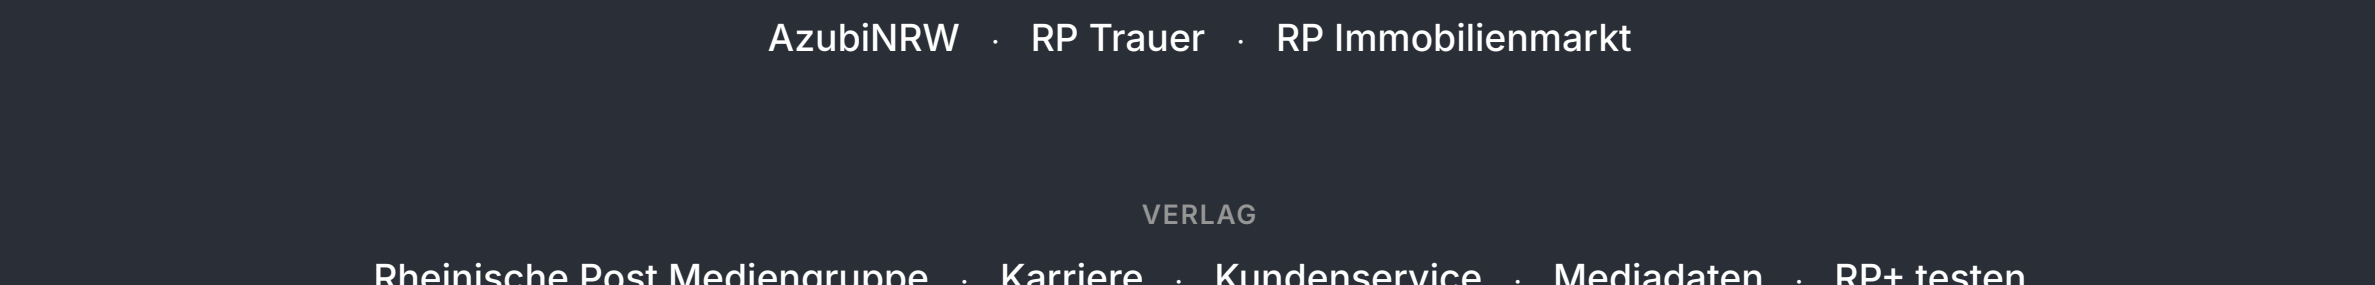 AzubiNRW · RP Trauer · RP Immobilienmarkt
VERLAG
Rheinische Post Mediengruppe · Karriere · Kundenservice · Mediadaten · RP+ testen